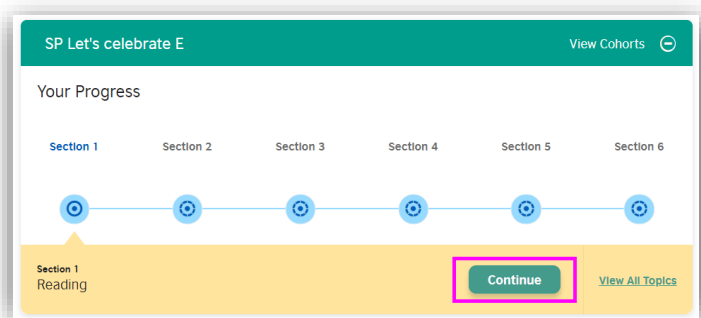 SP Let's celebrate E
View Cohorts
Your Progress
Section 1 Section 2 Section 3 Section 4 Section 5 Section 6
Section 1
Reading
Continue
View All Topics